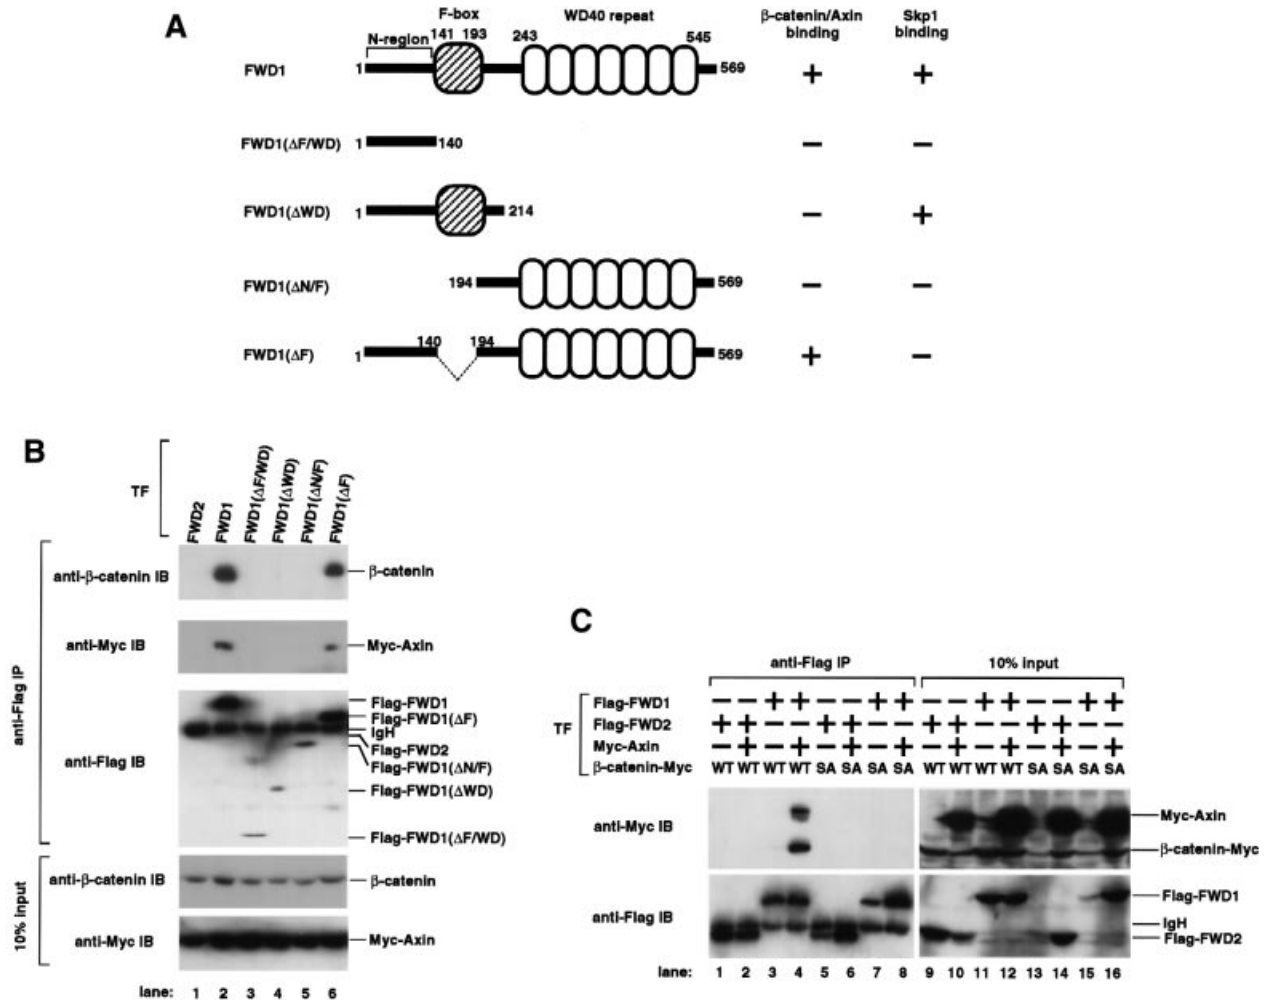 A
F-box
WD40 repeat
β-catenin/Axin
binding
Skp1
binding
N-region
141 193
243
545
FWD1
1
569
+
+
FWD1(ΔF/WD)
1
140
−
−
FWD1(ΔWD)
1
214
−
+
FWD1(ΔN/F)
194
569
−
−
FWD1(ΔF)
1
140
194
569
+
−
B
TF
FWD2
FWD1
FWD1(ΔF/WD)
FWD1(ΔWD)
FWD1(ΔN/F)
FWD1(ΔF)
anti-Flag IP
anti-β-catenin IB
β-catenin
anti-Myc IB
Myc-Axin
anti-Flag IB
Flag-FWD1
Flag-FWD1(ΔF)
IgH
Flag-FWD2
Flag-FWD1(ΔN/F)
Flag-FWD1(ΔWD)
Flag-FWD1(ΔF/WD)
10% input
anti-β-catenin IB
β-catenin
anti-Myc IB
Myc-Axin
lane: 1 2 3 4 5 6
C
anti-Flag IP
10% input
TF
Flag-FWD1 − − + + − − + + − − + + − − + +
Flag-FWD2 + + − − + + − − + + − − + + − −
Myc-Axin − + − + − + − + − + − + − + − +
β-catenin-Myc WT WT WT WT SA SA SA SA WT WT WT WT SA SA SA SA
anti-Myc IB
Myc-Axin
β-catenin-Myc
anti-Flag IB
Flag-FWD1
IgH
Flag-FWD2
lane: 1 2 3 4 5 6 7 8 9 10 11 12 13 14 15 16